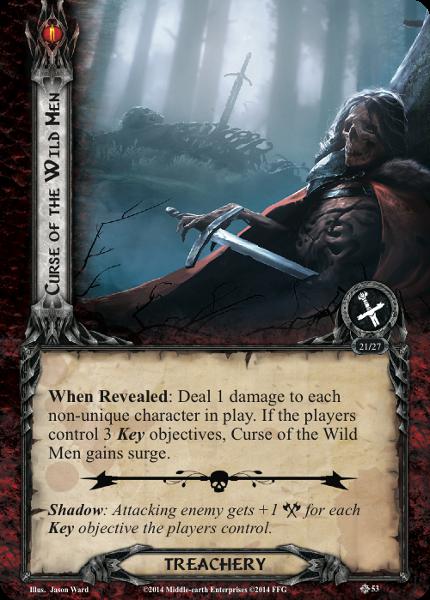 CURSE OF THE WILD MEN
21/27
When Revealed: Deal 1 damage to each
non-unique character in play. If the players
control 3 Key objectives, Curse of the Wild
Men gains surge.
Shadow: Attacking enemy gets +1 for each
Key objective the players control.
TREACHERY
Illus. Jason Ward
©2014 Middle-earth Enterprises ©2014 FFG
53